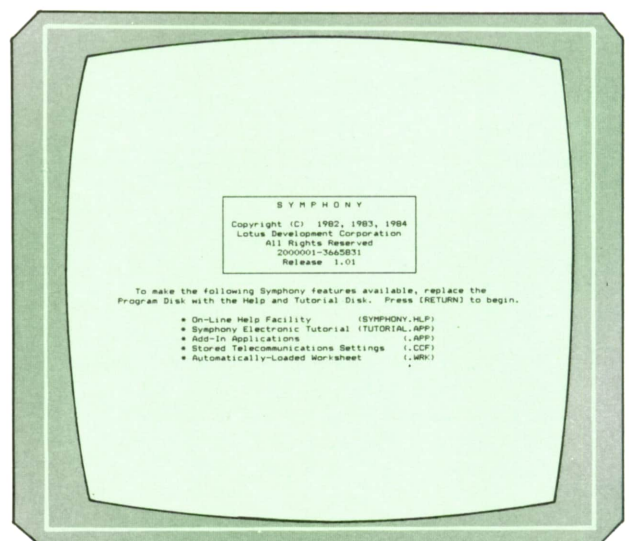 S Y M P H O N Y
Copyright (C) 1982, 1983, 1984
Lotus Development Corporation
All Rights Reserved
2000001-3665831
Release 1.01
To make the following Symphony features available, replace the
Program Disk with the Help and Tutorial Disk. Press [RETURN] to begin.
* On-Line Help Facility (SYMPHONY.HLP)
* Symphony Electronic Tutorial (TUTORIAL.APP)
* Add-In Applications (.APP)
* Stored Telecommunications Settings (.CCF)
* Automatically-Loaded Worksheet (.WRK)